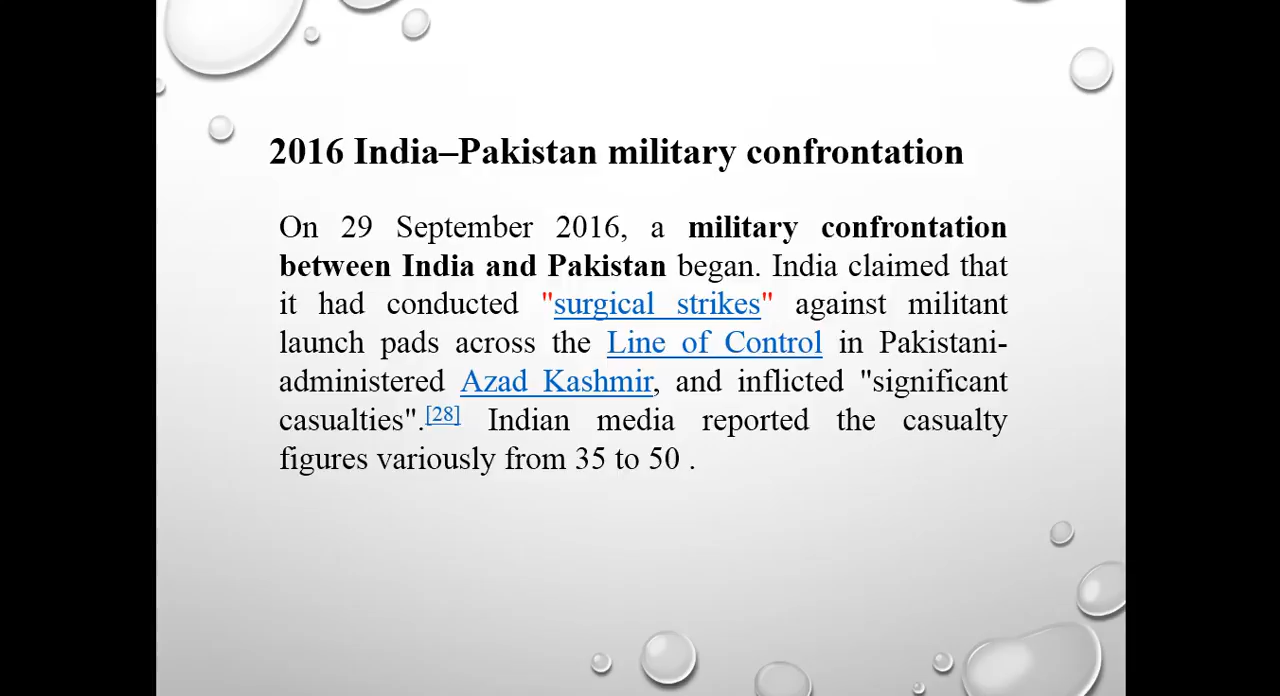 2016 India–Pakistan military confrontation
On 29 September 2016, a military confrontation
between India and Pakistan began. India claimed that
it had conducted "surgical strikes" against militant
launch pads across the Line of Control in Pakistani-
administered Azad Kashmir, and inflicted "significant
casualties".[28] Indian media reported the casualty
figures variously from 35 to 50 .